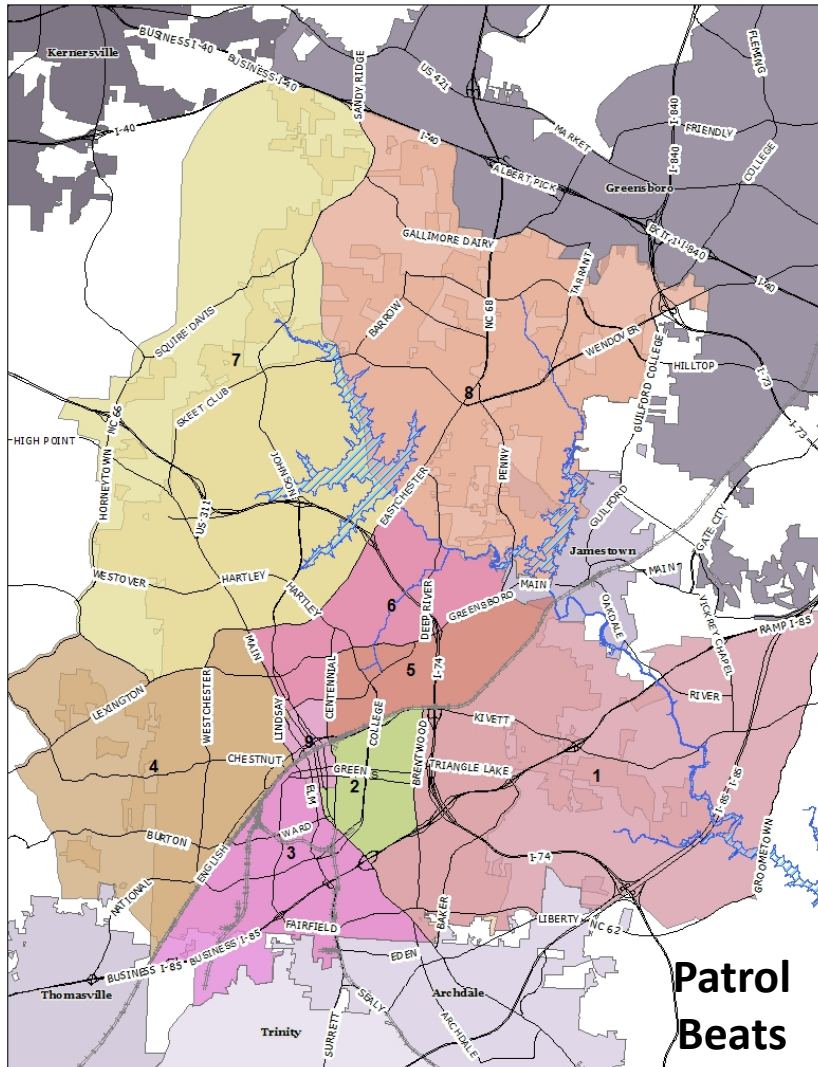 Kernersville
BUSINESS I-40
BUSINESS I-40
SANDY RIDGE
US 421
I-840
FLEMING
I-40
I-40
MARKET
I-840
FRIENDLY
COLLEGE
ALBERT PICK
Greensboro
I-840
GALLIMORE DAIRY
TARRANT
I-40
NC 68
BARROW
SQUIRE DAVIS
7
WENDOVER
HILLTOP
GUILFORD COLLEGE
I-73
SKEET CLUB
8
HIGH POINT
HORNEYTOWN
NC 66
JOHNSON
PENNY
I-73
US-311
EASTCHESTER
GUILFORD
GATE CITY
Jamestown
WESTOVER
HARTLEY
HARTLEY
MAIN
MAIN
6
DEEP RIVER
GREENSBORO
OAKDALE
VICKREY CHAPEL
RAMP I-85
MAIN
CENTENNIAL
5
I-74
LEXINGTON
WESTCHESTER
LINDSAY
COLLEGE
RIVER
KIVETT
9
CHESTNUT
4
GREEN
BRENTWOOD
TRIANGLE LAKE
1
2
ELM
I-85
I-85
BURTON
ENGLISH
WARD
3
I-74
GROOMETOWN
NATIONAL
BAKER
FAIRFIELD
LIBERTY
NC 62
EDEN
BUSINESS I-85
BUSINESS I-85
Thomasville
SEALY
Archdale
Trinity
SURRETT
ARCHDALE
Patrol
Beats